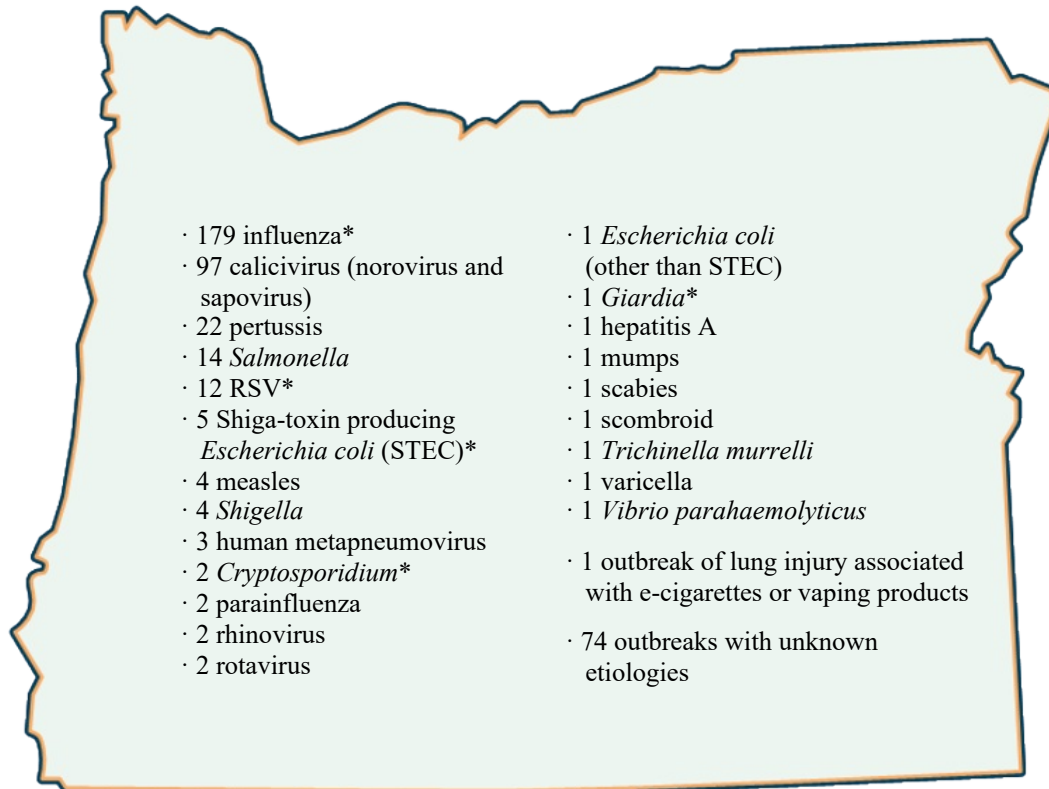 · 179 influenza*
· 97 calicivirus (norovirus and
sapovirus)
· 22 pertussis
· 14 Salmonella
· 12 RSV*
· 5 Shiga-toxin producing
Escherichia coli (STEC)*
· 4 measles
· 4 Shigella
· 3 human metapneumovirus
· 2 Cryptosporidium*
· 2 parainfluenza
· 2 rhinovirus
· 2 rotavirus
· 1 Escherichia coli
(other than STEC)
· 1 Giardia*
· 1 hepatitis A
· 1 mumps
· 1 scabies
· 1 scombroid
· 1 Trichinella murrelli
· 1 varicella
· 1 Vibrio parahaemolyticus
· 1 outbreak of lung injury associated
with e-cigarettes or vaping products
· 74 outbreaks with unknown
etiologies